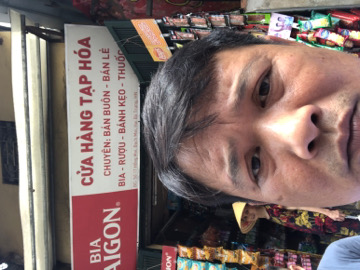 CỬA HÀNG TẠP HÓA
CHUYÊN: BÁN BUÔN - BÁN LẺ
BIA - RƯỢU - BÁNH KẸO - THUỐC
BIA
SAIGON®